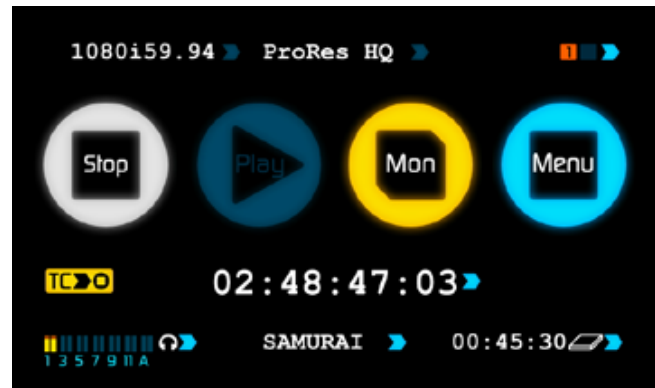 1080i59.94 ProRes HQ 1
Stop Play Mon Menu
TC 02:48:47:03
1 3 5 7 9 11 A SAMURAI 00:45:30